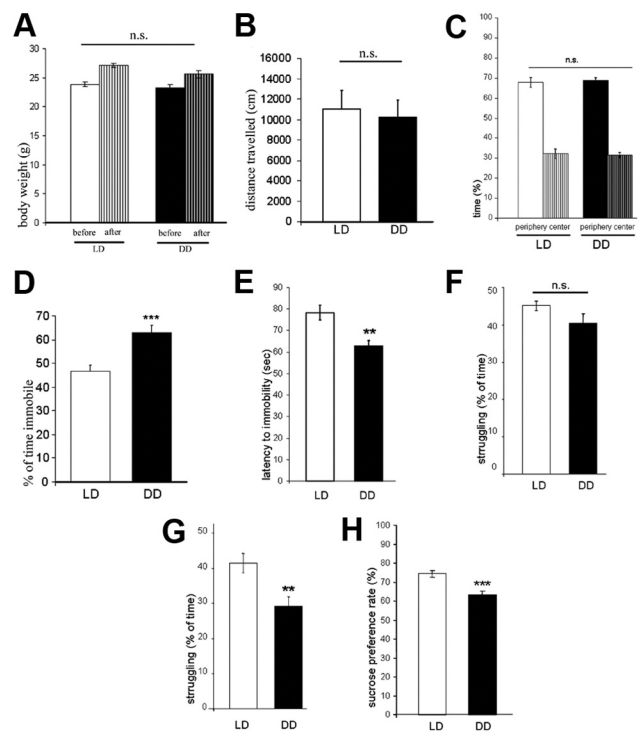 A
n.s.
30
25
20
15
10
5
0
body weight (g)
before after
before after
LD
DD
B
n.s.
16000
14000
12000
10000
8000
6000
4000
2000
0
distance travelled (cm)
LD DD
C
n.s.
100
90
80
70
60
50
40
30
20
10
0
time (%)
periphery center
periphery center
LD
DD
D
***
70
60
50
40
30
20
10
0
% of time immobile
LD DD
E
**
90
80
70
60
50
40
30
20
10
0
latency to immobility (sec)
LD DD
F
n.s.
50
40
30
20
10
0
strruggling (% of time)
LD DD
G
**
50
40
30
20
10
0
strruggling (% of time)
LD DD
H
***
100
90
80
70
60
50
40
30
20
10
0
sucrose preference rate (%)
LD DD